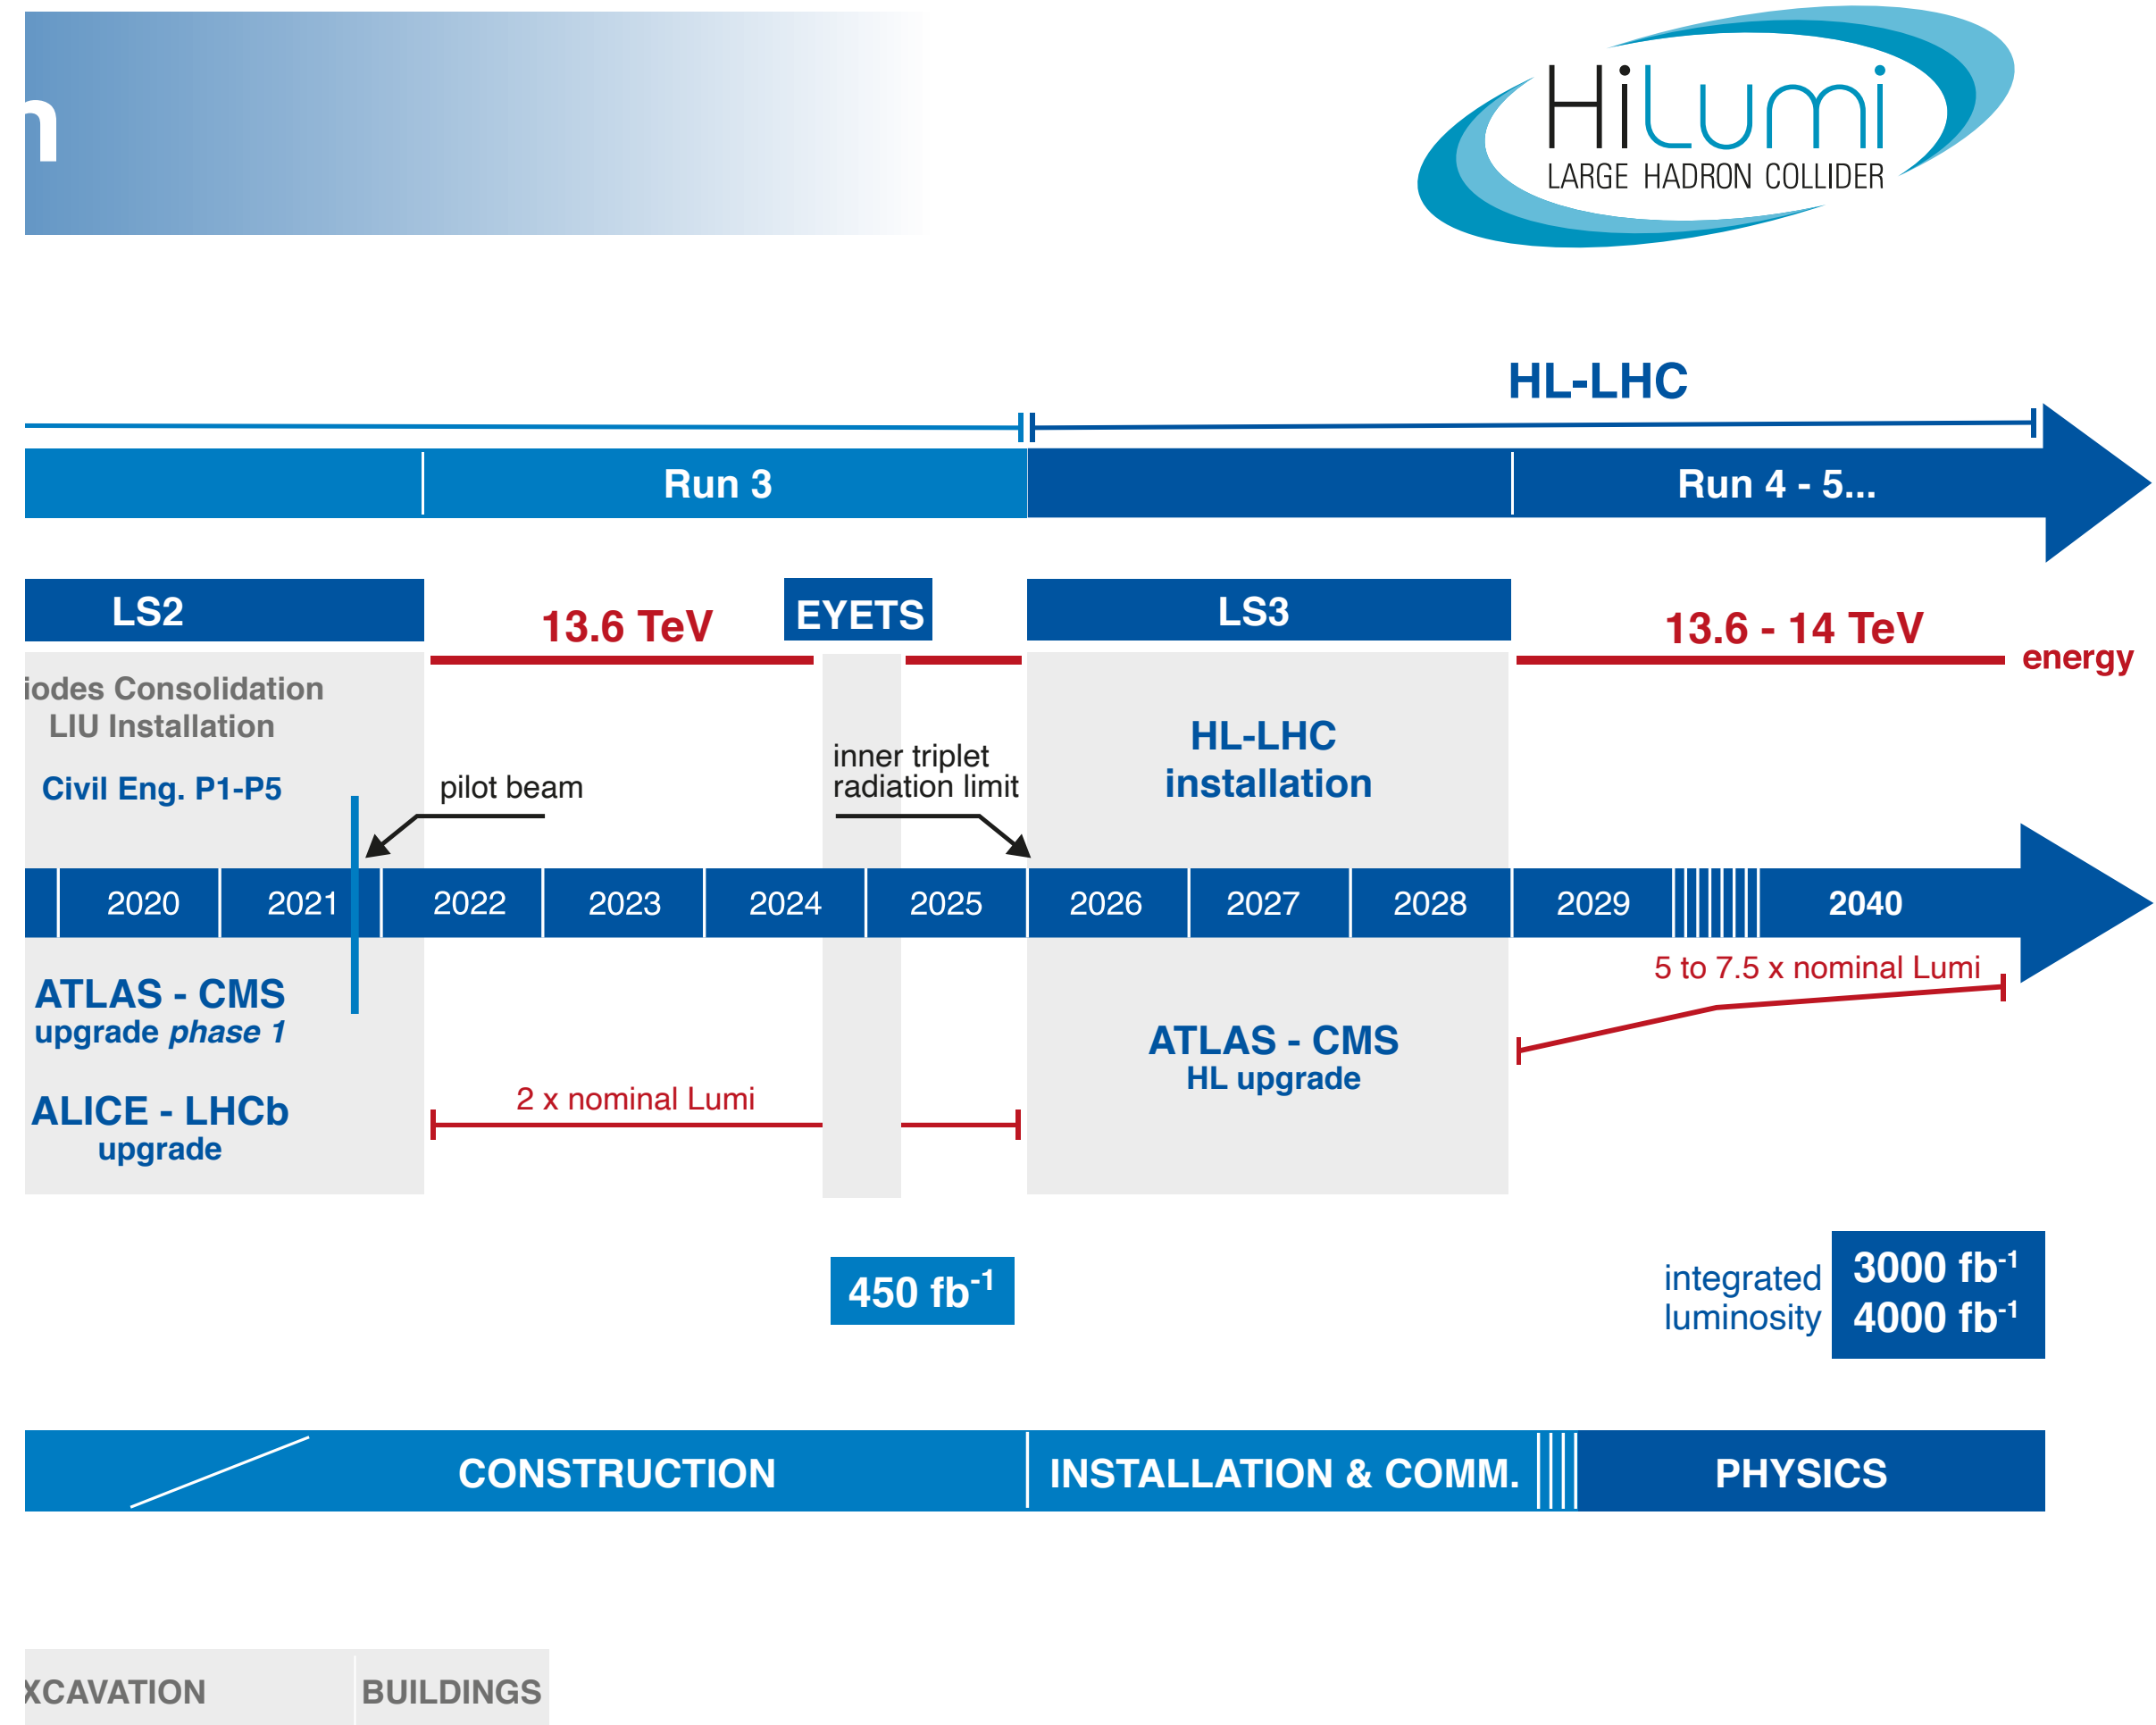 n
HiLumi
LARGE HADRON COLLIDER
HL-LHC
Run 3
Run 4 - 5...
LS2
13.6 TeV
EYETS
LS3
13.6 - 14 TeV
energy
iodes Consolidation
LIU Installation
Civil Eng. P1-P5
pilot beam
inner triplet
radiation limit
HL-LHC
installation
2020 2021 2022 2023 2024 2025 2026 2027 2028 2029 2040
ATLAS - CMS
upgrade phase 1
ALICE - LHCb
upgrade
2 x nominal Lumi
ATLAS - CMS
HL upgrade
5 to 7.5 x nominal Lumi
450 fb-1
integrated
luminosity
3000 fb-1
4000 fb-1
CONSTRUCTION
INSTALLATION & COMM.
PHYSICS
XCAVATION
BUILDINGS